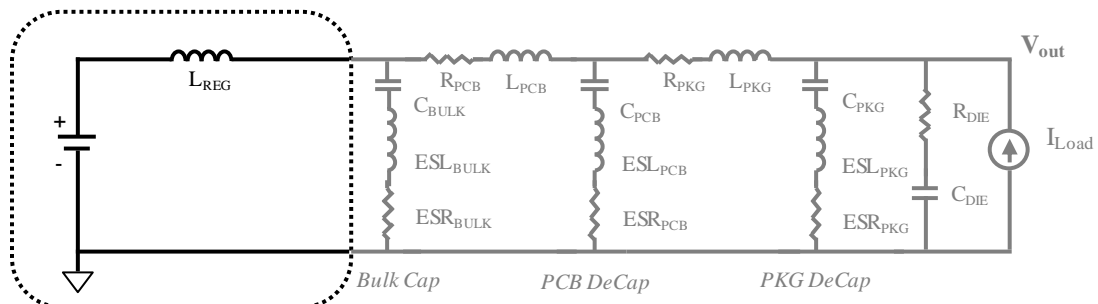 V_out
L_REG
R_PCB
L_PCB
R_PKG
L_PKG
C_BULK
C_PCB
C_PKG
R_DIE
+
-
I_Load
ESL_BULK
ESL_PCB
ESL_PKG
C_DIE
ESR_BULK
ESR_PCB
ESR_PKG
Bulk Cap
PCB DeCap
PKG DeCap